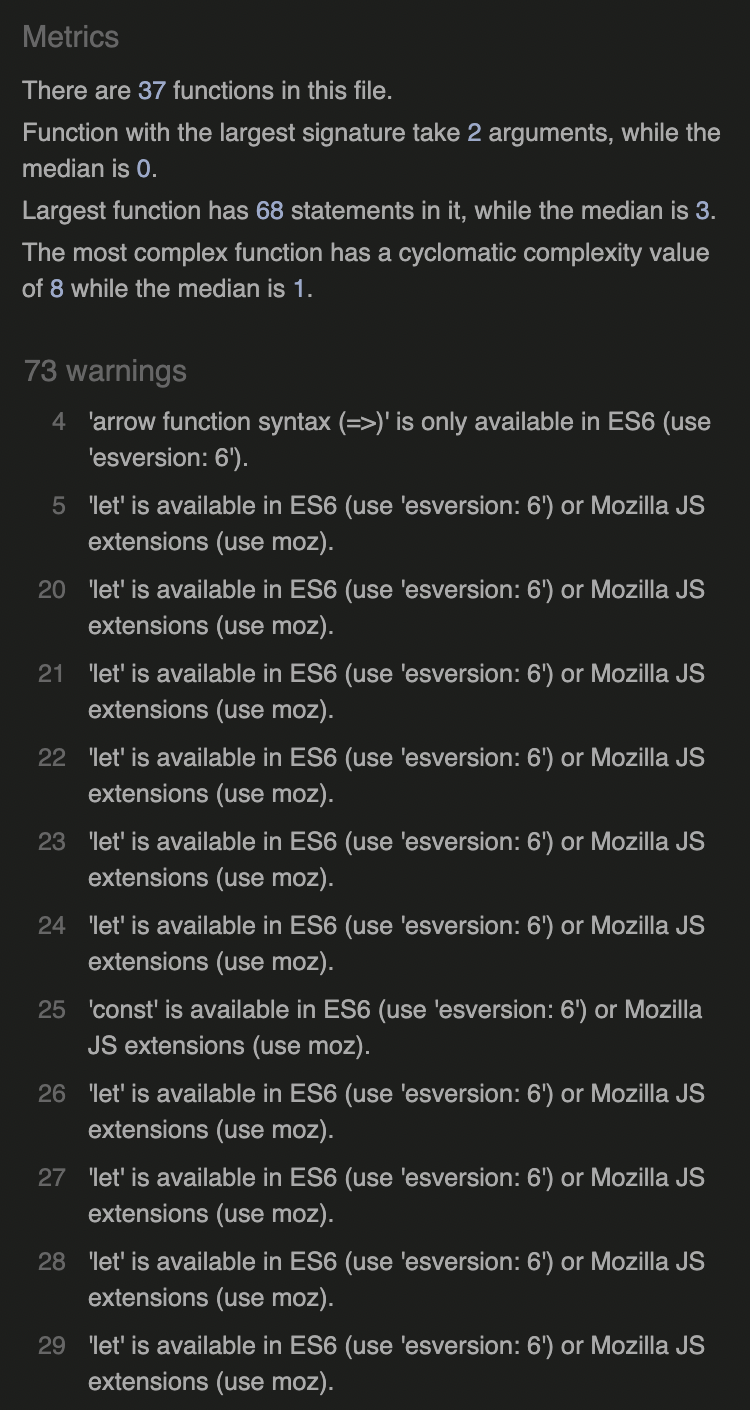 Metrics
There are 37 functions in this file.
Function with the largest signature take 2 arguments, while the
median is 0.
Largest function has 68 statements in it, while the median is 3.
The most complex function has a cyclomatic complexity value
of 8 while the median is 1.
73 warnings
4 'arrow function syntax (=>)' is only available in ES6 (use
'esversion: 6').
5 'let' is available in ES6 (use 'esversion: 6') or Mozilla JS
extensions (use moz).
20 'let' is available in ES6 (use 'esversion: 6') or Mozilla JS
extensions (use moz).
21 'let' is available in ES6 (use 'esversion: 6') or Mozilla JS
extensions (use moz).
22 'let' is available in ES6 (use 'esversion: 6') or Mozilla JS
extensions (use moz).
23 'let' is available in ES6 (use 'esversion: 6') or Mozilla JS
extensions (use moz).
24 'let' is available in ES6 (use 'esversion: 6') or Mozilla JS
extensions (use moz).
25 'const' is available in ES6 (use 'esversion: 6') or Mozilla
JS extensions (use moz).
26 'let' is available in ES6 (use 'esversion: 6') or Mozilla JS
extensions (use moz).
27 'let' is available in ES6 (use 'esversion: 6') or Mozilla JS
extensions (use moz).
28 'let' is available in ES6 (use 'esversion: 6') or Mozilla JS
extensions (use moz).
29 'let' is available in ES6 (use 'esversion: 6') or Mozilla JS
extensions (use moz).